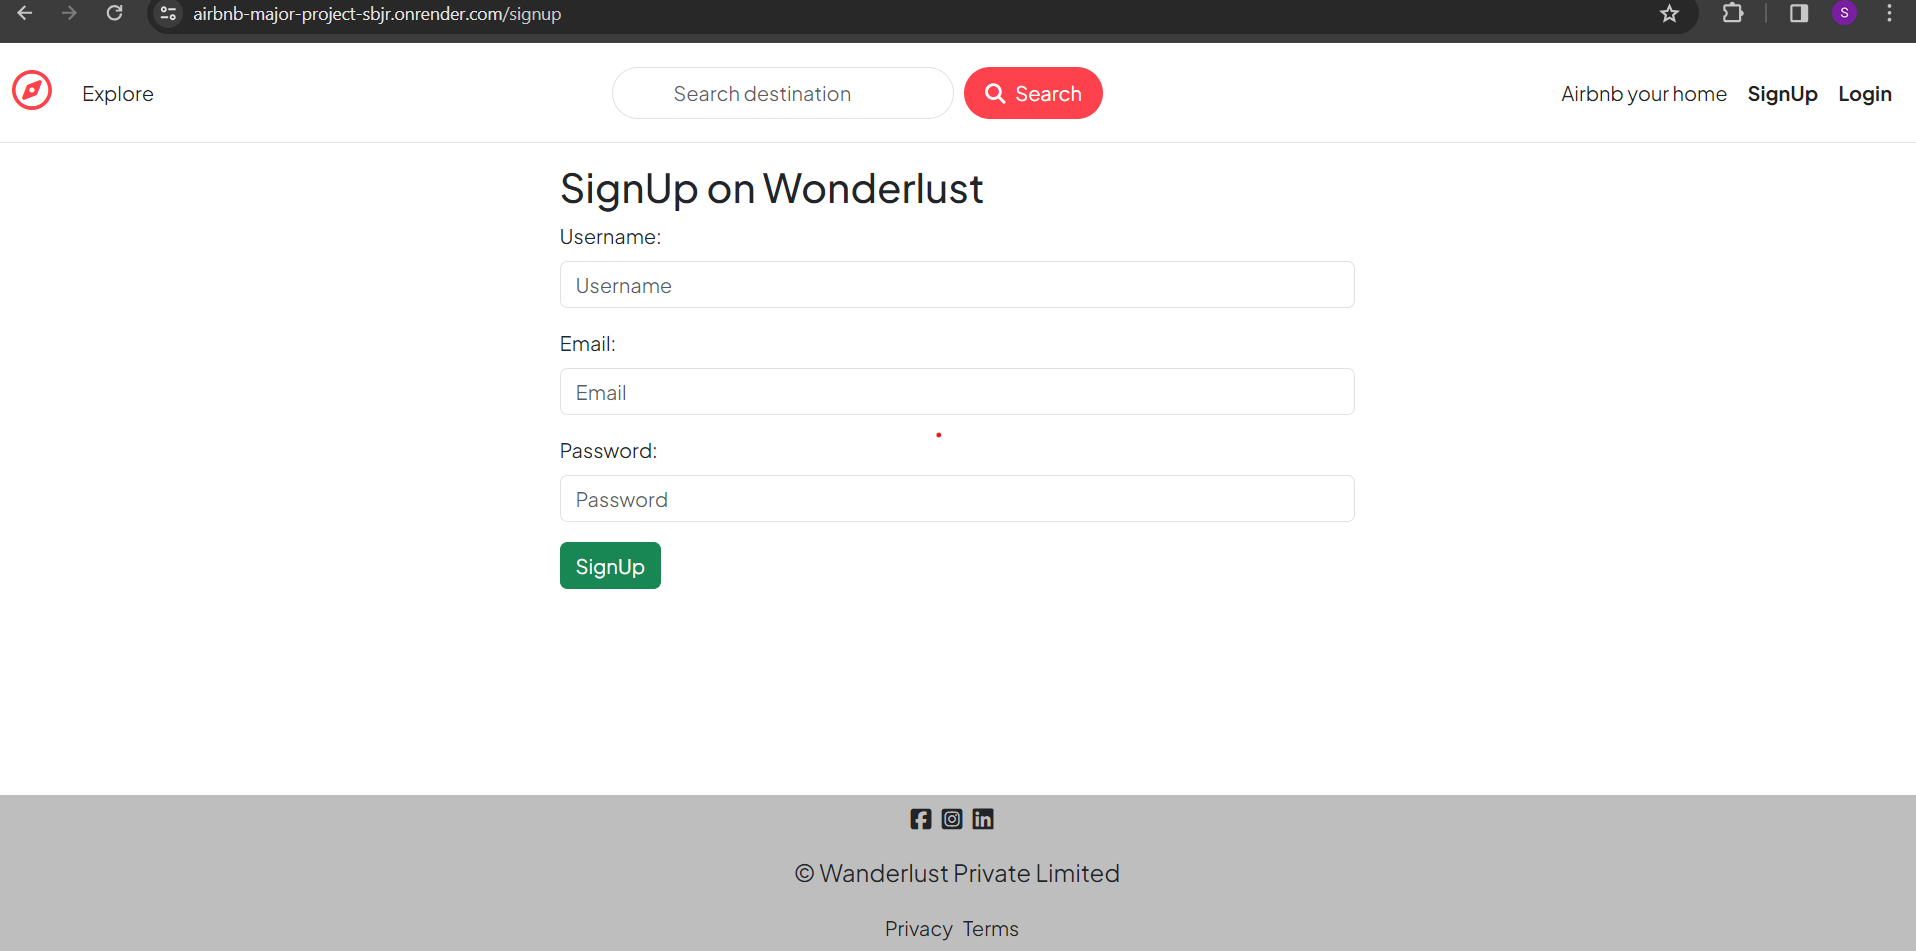 airbnb-major-project-sbjr.onrender.com/signup
S
Explore
Search destination
Search
Airbnb your home SignUp Login
SignUp on Wonderlust
Username:
Username
Email:
Email
Password:
Password
SignUp
© Wanderlust Private Limited
Privacy Terms